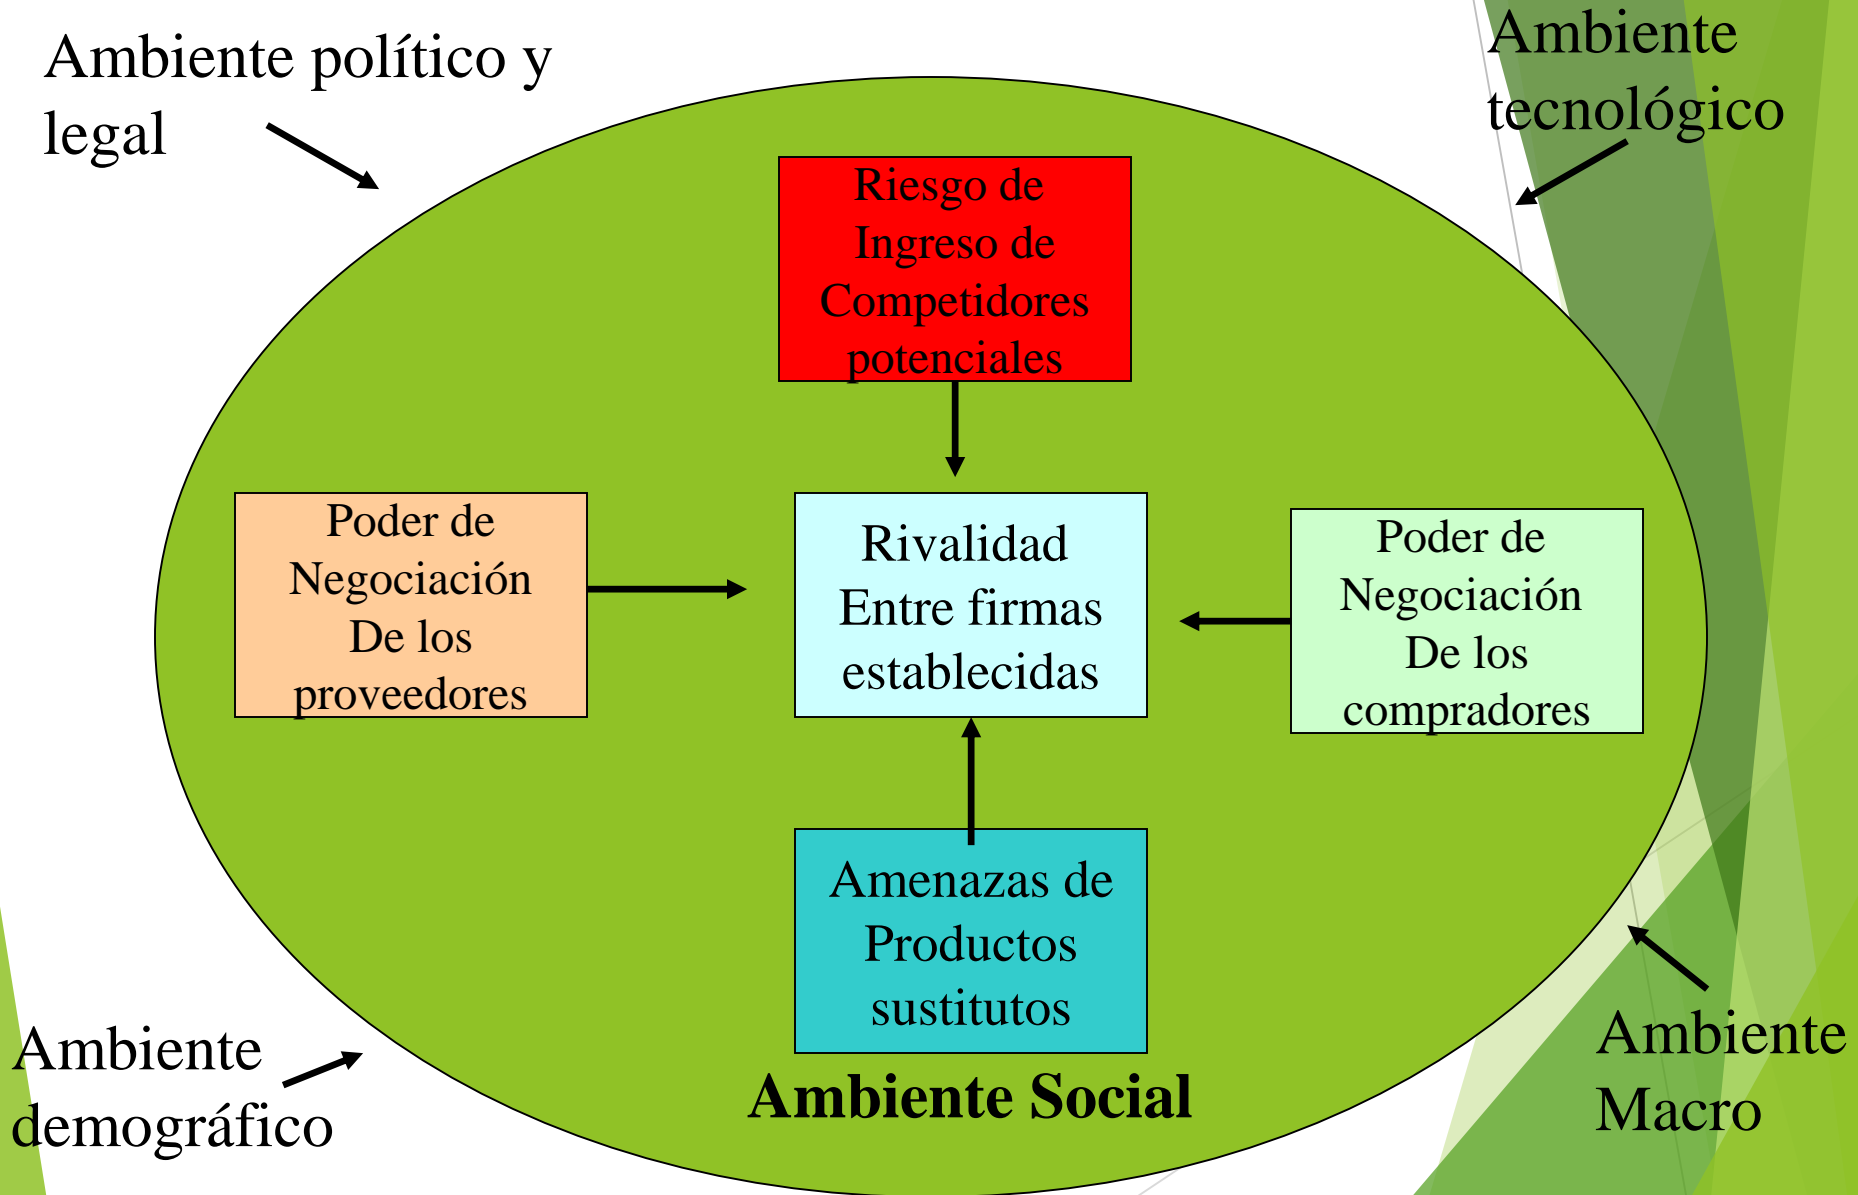 Ambiente político y
legal
Ambiente
tecnológico
Riesgo de
Ingreso de
Competidores
potenciales
Poder de
Negociación
De los
proveedores
Rivalidad
Entre firmas
establecidas
Poder de
Negociación
De los
compradores
Amenazas de
Productos
sustitutos
Ambiente
demográfico
Ambiente Social
Ambiente
Macro